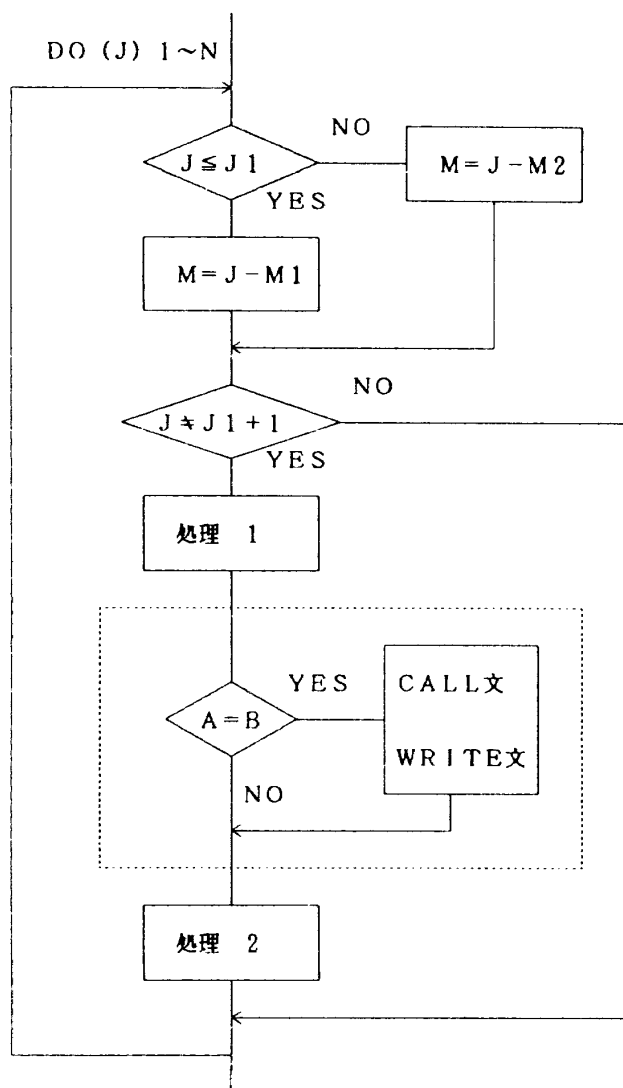 DO (J) 1~N
NO
J≦J1
M=J-M2
YES
M=J-M1
NO
J≠J1+1
YES
処理 1
YES
CALL文
A=B
WRITE文
NO
処理 2